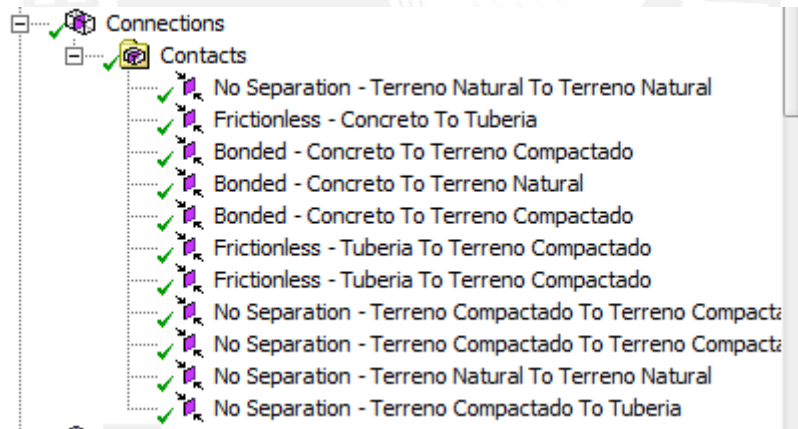 Connections
Contacts
No Separation - Terreno Natural To Terreno Natural
Frictionless - Concreto To Tuberia
Bonded - Concreto To Terreno Compactado
Bonded - Concreto To Terreno Natural
Bonded - Concreto To Terreno Compactado
Frictionless - Tuberia To Terreno Compactado
Frictionless - Tuberia To Terreno Compactado
No Separation - Terreno Compactado To Terreno Compacta
No Separation - Terreno Compactado To Terreno Compacta
No Separation - Terreno Natural To Terreno Natural
No Separation - Terreno Compactado To Tuberia